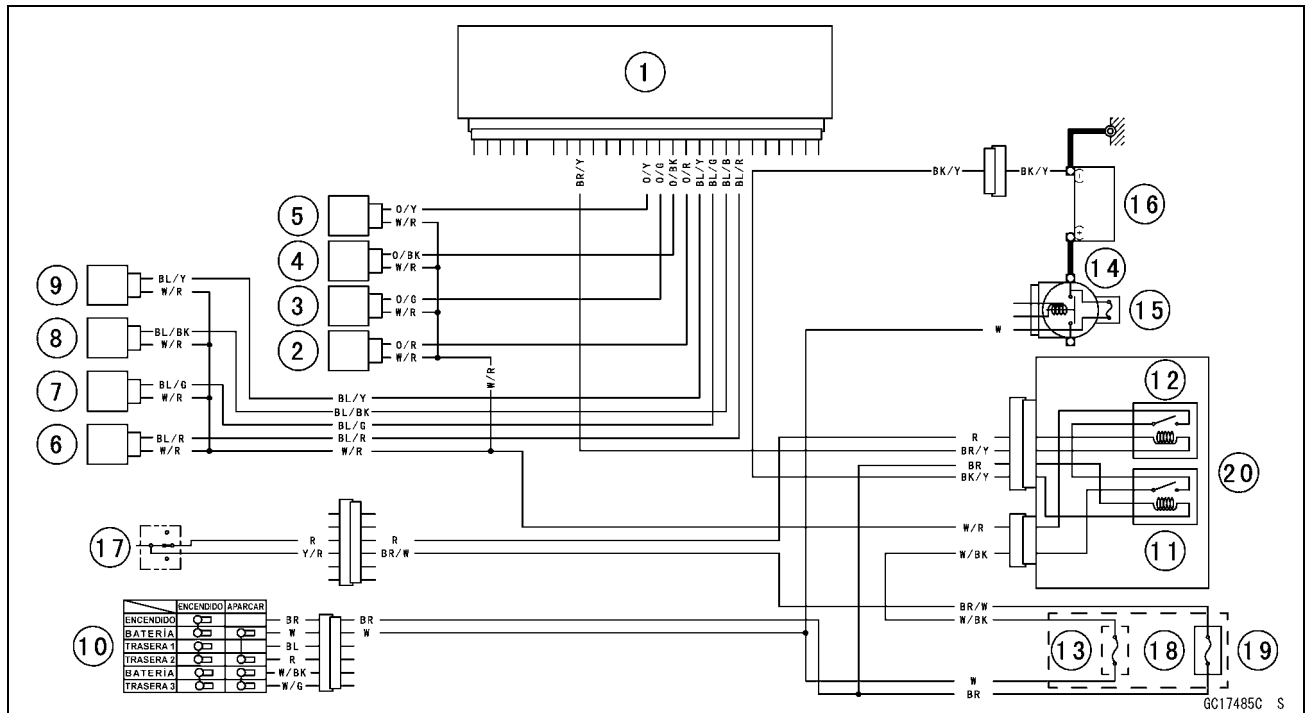 1
BR/Y
O/Y
O/G
O/BK
O/R
BL/Y
BL/G
BL/B
BL/R
BK/Y
BK/Y
(-)
16
(+)
14
15
W
5
O/Y
W/R
4
O/BK
W/R
3
O/G
W/R
2
O/R
W/R
W/R
9
BL/Y
W/R
8
BL/BK
W/R
7
BL/G
W/R
6
BL/R
W/R
BL/Y
BL/BK
BL/G
BL/R
W/R
12
R
BR/Y
BR
BK/Y
20
W/R
W/BK
11
17
R
Y/R
R
BR/W
BR/W
W/BK
10
ENCENDIDO APARCAR
ENCENDIDO
BATERÍA
TRASERA 1
TRASERA 2
BATERÍA
TRASERA 3
BR
W
BL
R
W/BK
W/G
BR
W
13
18
19
W
BR
GC17485C S